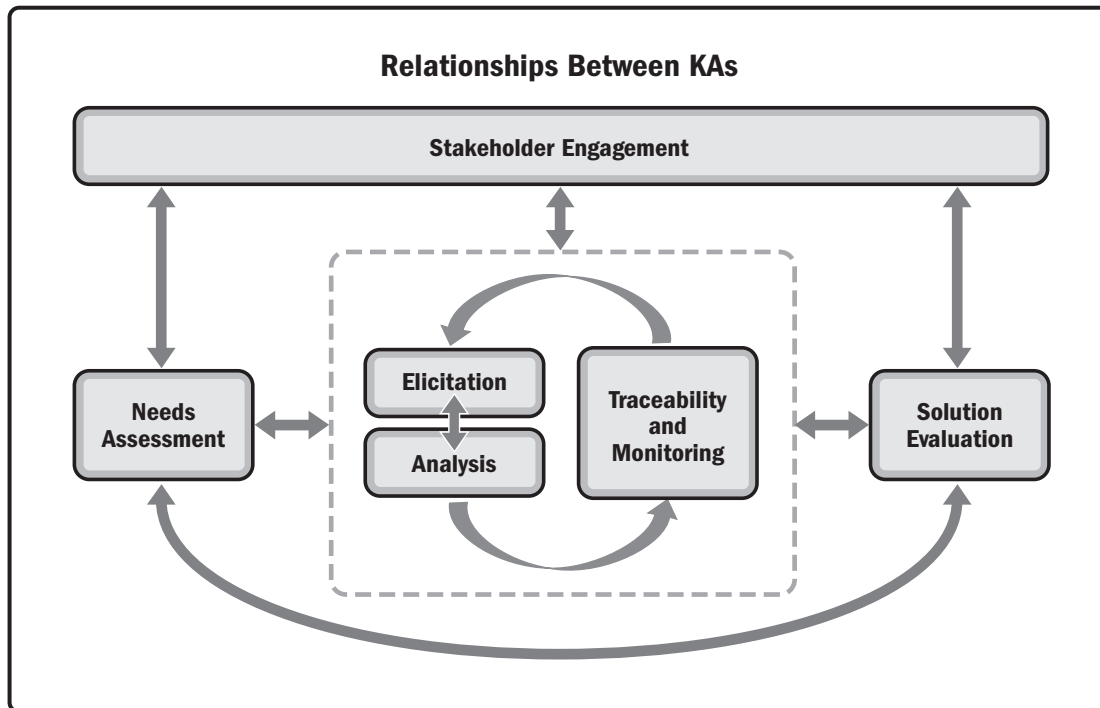 Relationships Between KAs
Stakeholder Engagement
Needs
Assessment
Elicitation
Analysis
Traceability
and
Monitoring
Solution
Evaluation